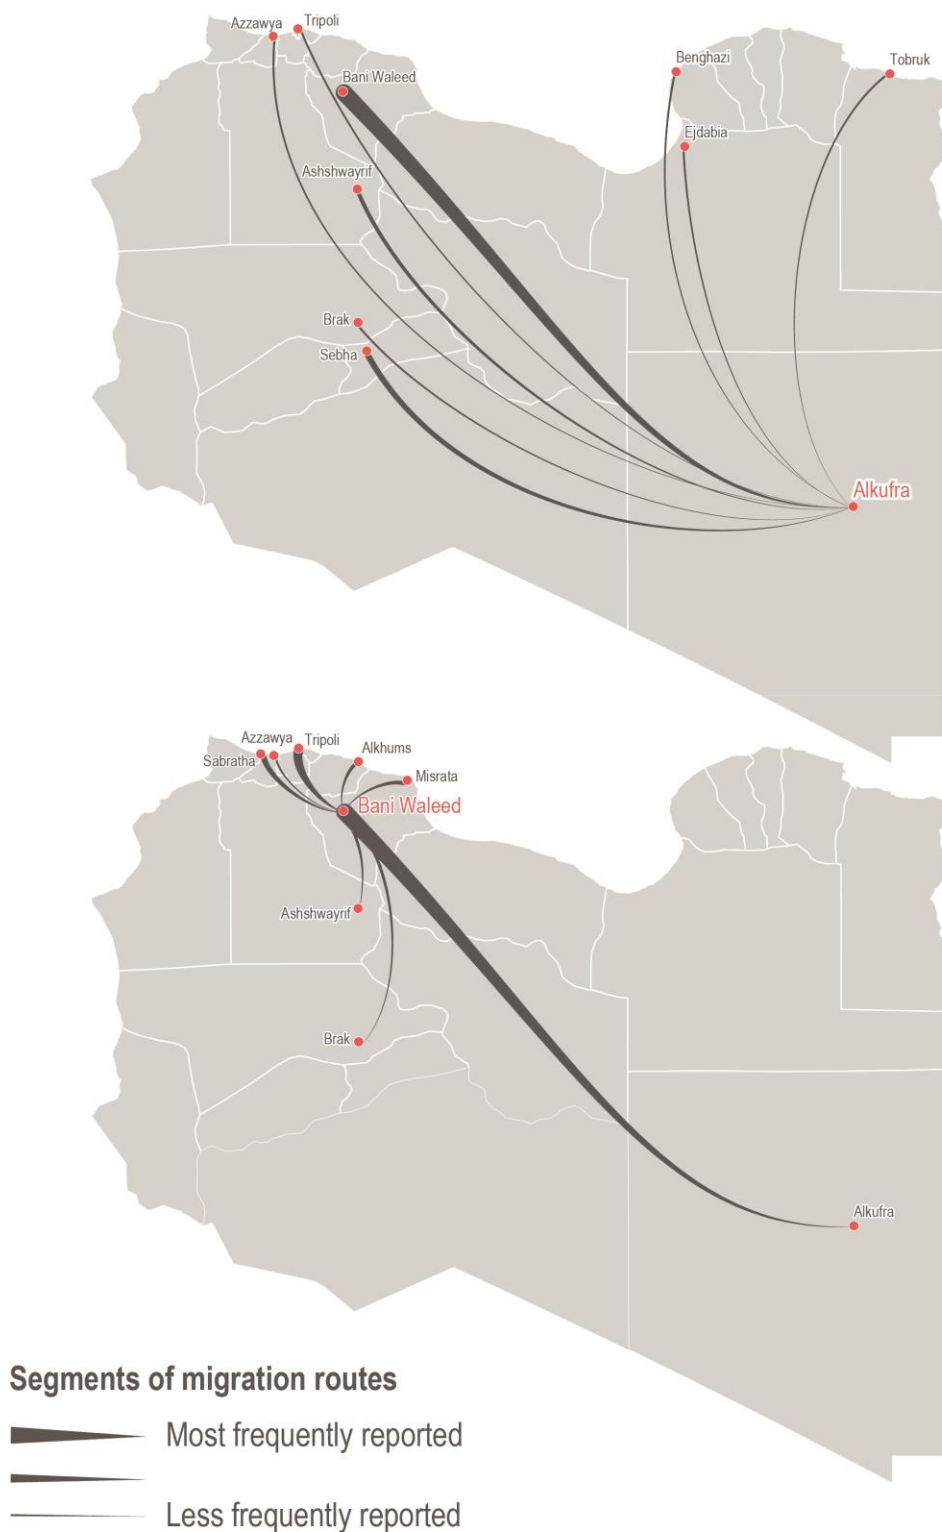 Azzawya
Tripoli
Bani Waleed
Benghazi
Tobruk
Ejdabia
Ashshwayrif
Brak
Sebha
Alkufra
Azzawya
Tripoli
Alkhums
Sabratha
Misrata
Bani Waleed
Ashshwayrif
Brak
Alkufra
Segments of migration routes
Most frequently reported
Less frequently reported